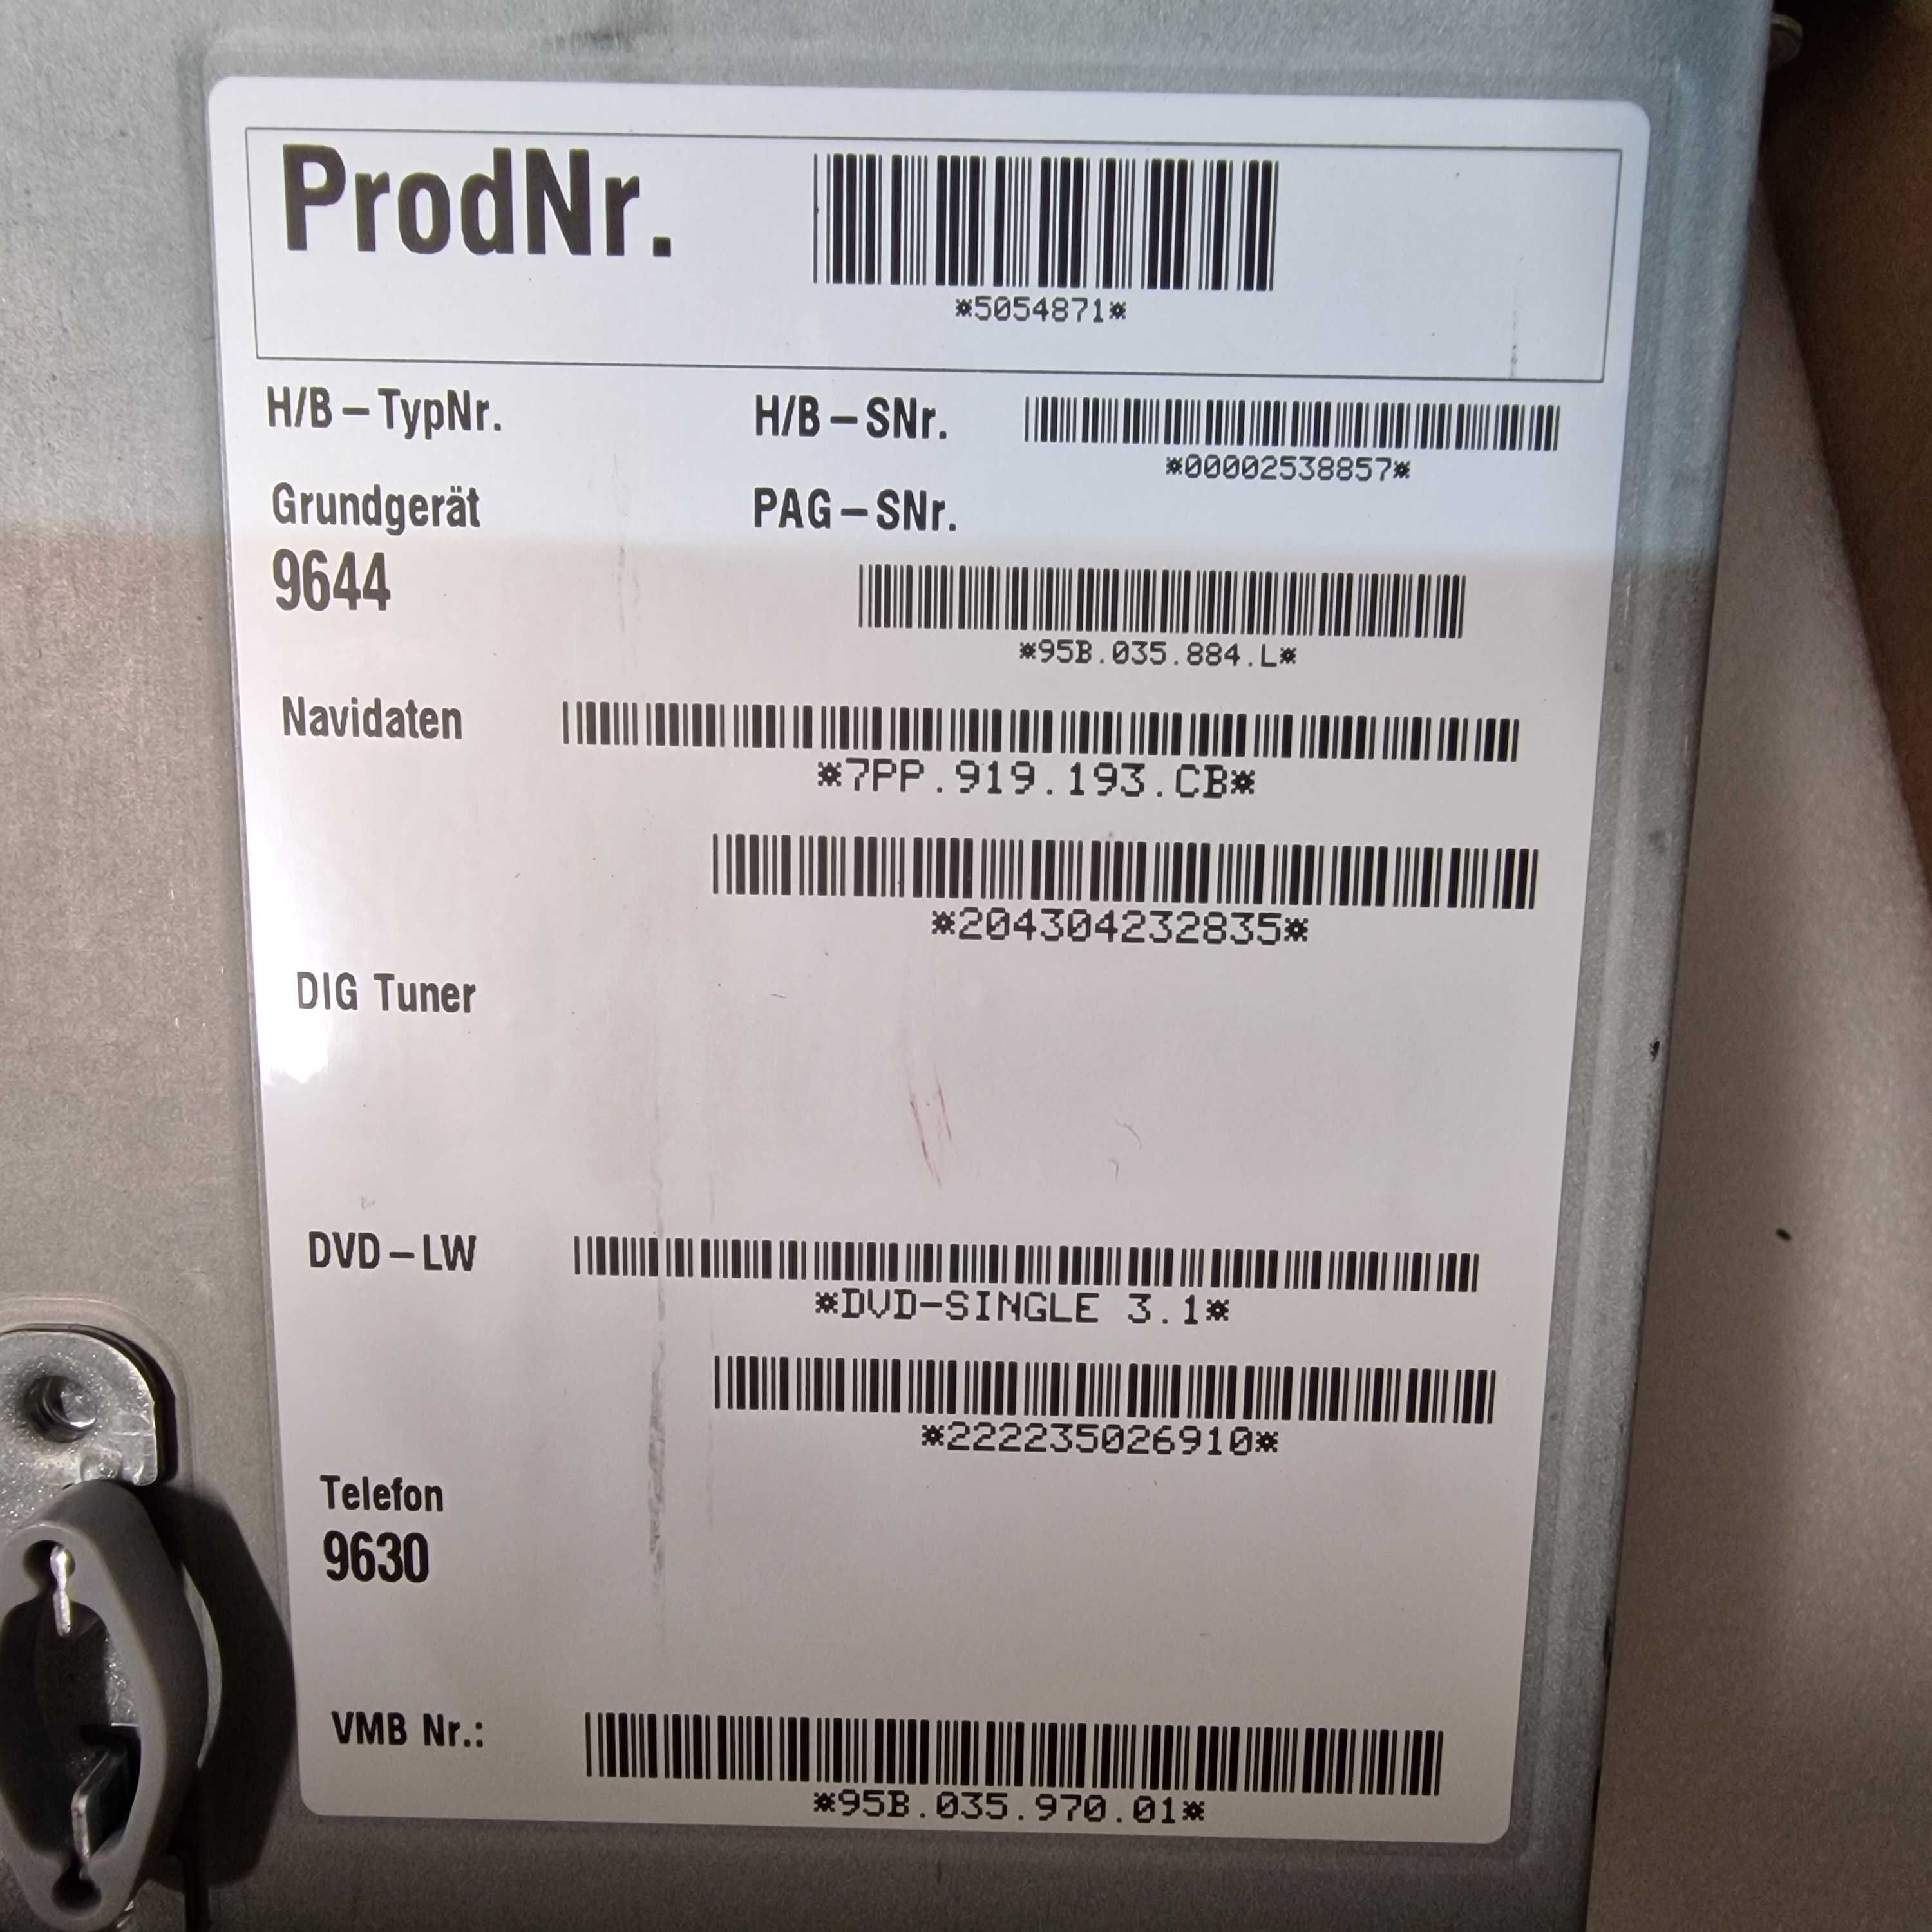 ProdNr.
*5054871*
H/B-TypNr.
H/B-SNr.
*00002538857*
Grundgerät
PAG-SNr.
9644
*95B.035.884.L*
Navidaten
*7PP.919.193.CB*
*204304232835*
DIG Tuner
DVD-LW
*DVD-SINGLE 3.1*
*222235026910*
Telefon
9630
VMB Nr.:
*95B.035.970.01*